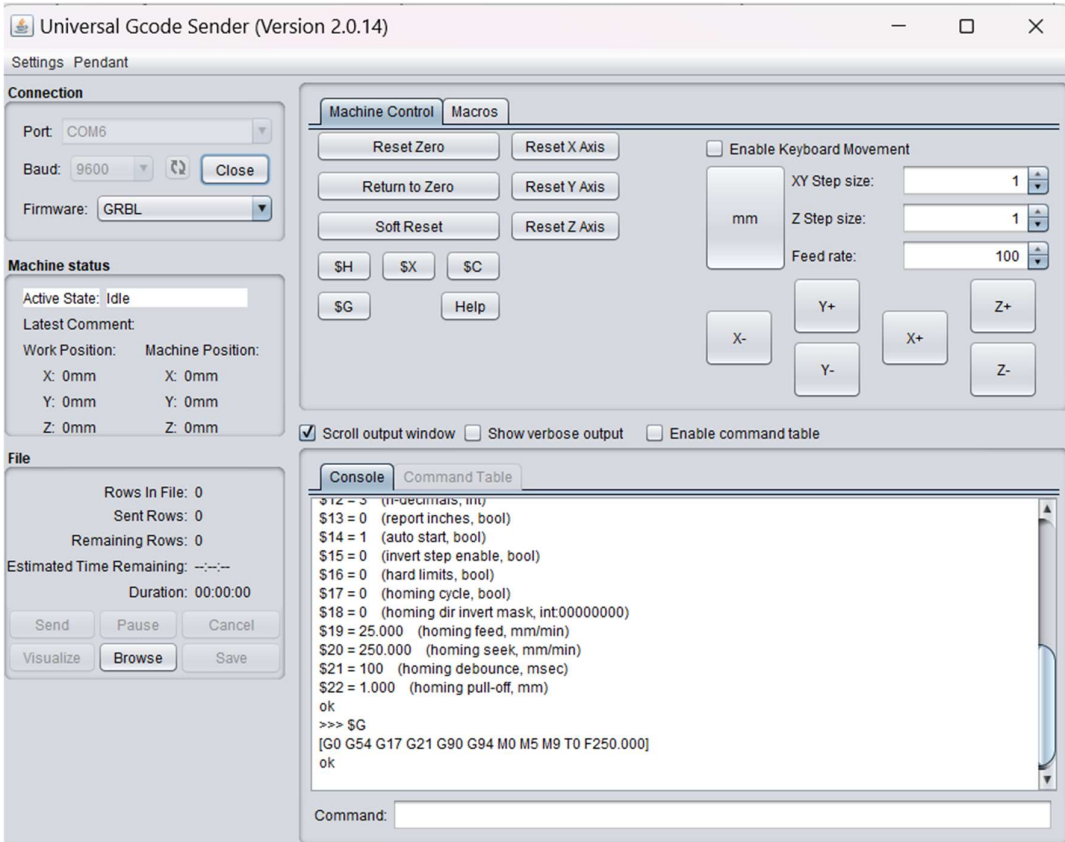 Universal Gcode Sender (Version 2.0.14)
Settings Pendant
Connection
Port: COM6
Baud: 9600 Close
Firmware: GRBL
Machine status
Active State: Idle
Latest Comment:
Work Position: Machine Position:
X: 0mm X: 0mm
Y: 0mm Y: 0mm
Z: 0mm Z: 0mm
File
Rows In File: 0
Sent Rows: 0
Remaining Rows: 0
Estimated Time Remaining: --:--:--
Duration: 00:00:00
Send Pause Cancel
Visualize Browse Save
Machine Control Macros
Reset Zero Reset X Axis
Return to Zero Reset Y Axis
Soft Reset Reset Z Axis
$H $X $C
$G Help
Enable Keyboard Movement
mm
XY Step size: 1
Z Step size: 1
Feed rate: 100
Y+ Z+
X- X+
Y- Z-
Scroll output window Show verbose output Enable command table
Console Command Table
$12 = 3 (n-decimals, int)
$13 = 0 (report inches, bool)
$14 = 1 (auto start, bool)
$15 = 0 (invert step enable, bool)
$16 = 0 (hard limits, bool)
$17 = 0 (homing cycle, bool)
$18 = 0 (homing dir invert mask, int:00000000)
$19 = 25.000 (homing feed, mm/min)
$20 = 250.000 (homing seek, mm/min)
$21 = 100 (homing debounce, msec)
$22 = 1.000 (homing pull-off, mm)
ok
>>> $G
[G0 G54 G17 G21 G90 G94 M0 M5 M9 T0 F250.000]
ok
Command: